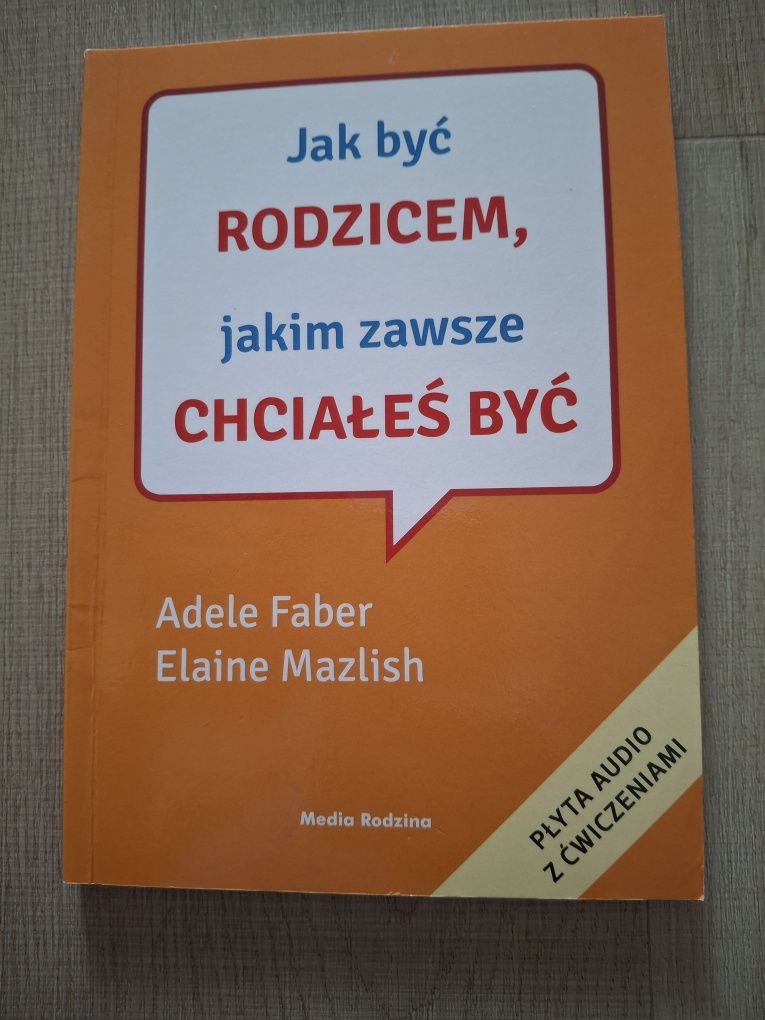 Jak być
RODZICEM,
jakim zawsze
CHCIAŁEŚ BYĆ
Adele Faber
Elaine Mazlish
Media Rodzina
PŁYTA AUDIO
Z ĆWICZENIAMI